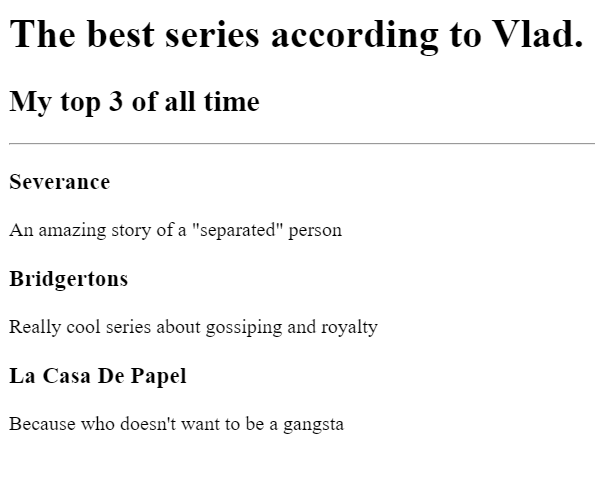 The best series according to Vlad.
My top 3 of all time
Severance
An amazing story of a "separated" person
Bridgertons
Really cool series about gossiping and royalty
La Casa De Papel
Because who doesn't want to be a gangsta